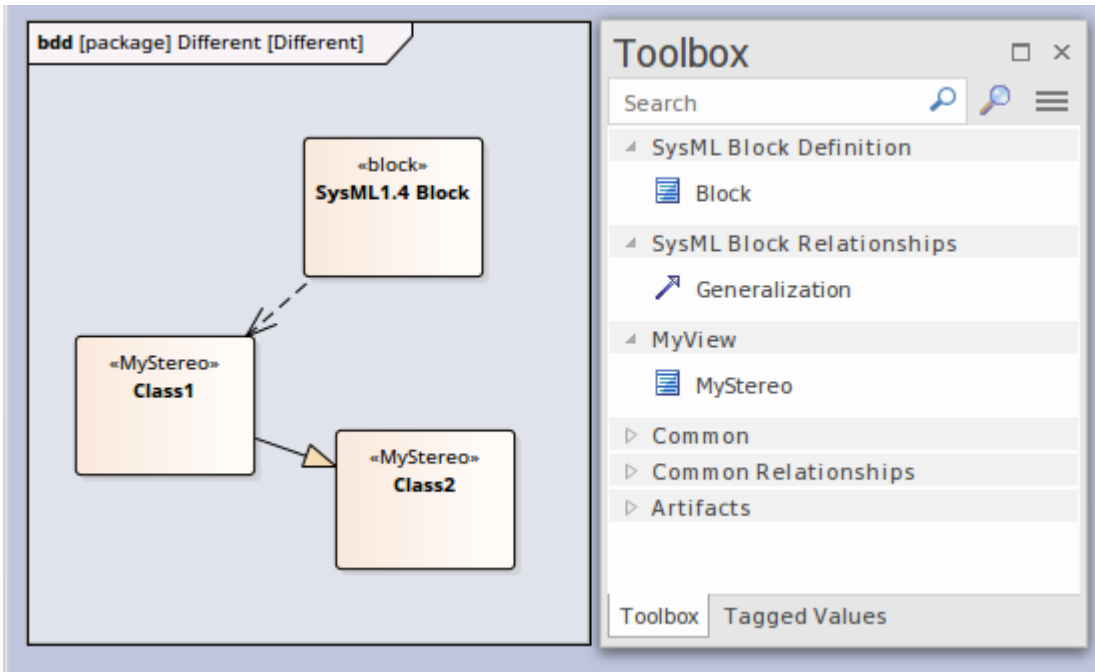 bdd [package] Different [Different]
«block»
SysML1.4 Block
«MyStereo»
Class1
«MyStereo»
Class2
Toolbox
Search
SysML Block Definition
Block
SysML Block Relationships
Generalization
MyView
MyStereo
Common
Common Relationships
Artifacts
Toolbox
Tagged Values